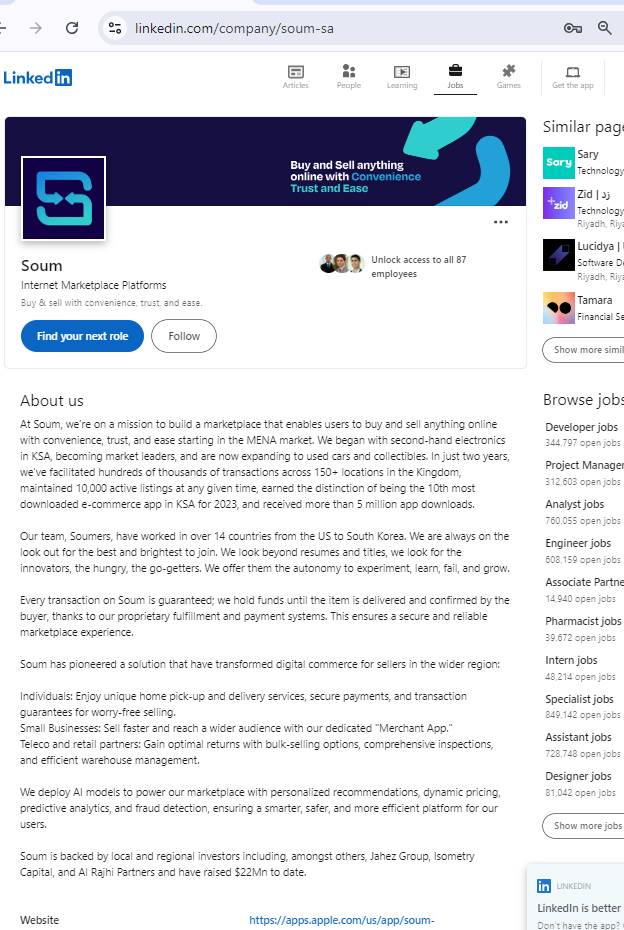 linkedin.com/company/soum-sa
Linkedin
Articles
People
Learning
Jobs
Games
Get the app
Buy and Sell anything
online with Convenience
Trust and Ease
Soum
Internet Marketplace Platforms
Buy & sell with convenience, trust, and ease.
Unlock access to all 87
employees
Find your next role
Follow
About us
At Soum, we're on a mission to build a marketplace that enables users to buy and sell anything online
with convenience, trust, and ease starting in the MENA market. We began with second-hand electronics
in KSA, becoming market leaders, and are now expanding to used cars and collectibles. In just two years,
we've facilitated hundreds of thousands of transactions across 150+ locations in the Kingdom,
maintained 10,000 active listings at any given time, earned the distinction of being the 10th most
downloaded e-commerce app in KSA for 2023, and received more than 5 million app downloads.
Our team, Soumers, have worked in over 14 countries from the US to South Korea. We are always on the
look out for the best and brightest to join. We look beyond resumes and titles, we look for the
innovators, the hungry, the go-getters. We offer them the autonomy to experiment, learn, fail, and grow.
Every transaction on Soum is guaranteed; we hold funds until the item is delivered and confirmed by the
buyer, thanks to our proprietary fulfillment and payment systems. This ensures a secure and reliable
marketplace experience.
Soum has pioneered a solution that have transformed digital commerce for sellers in the wider region:
Individuals: Enjoy unique home pick-up and delivery services, secure payments, and transaction
guarantees for worry-free selling.
Small Businesses: Sell faster and reach a wider audience with our dedicated "Merchant App."
Teleco and retail partners: Gain optimal returns with bulk-selling options, comprehensive inspections,
and efficient warehouse management.
We deploy AI models to power our marketplace with personalized recommendations, dynamic pricing,
predictive analytics, and fraud detection, ensuring a smarter, safer, and more efficient platform for our
users.
Soum is backed by local and regional investors including, amongst others, Jahez Group, Isometry
Capital, and Al Rajhi Partners and have raised $22Mn to date.
Website
https://apps.apple.com/us/app/soum-
Similar page
Sary
Sary
Technology
zid
Zid | زد
Technology
Riyadh, Riya
Lucidya |
Software De
Riyadh, Riya
Tamara
Financial Se
Show more simil
Browse jobs
Developer jobs
344,797 open jobs
Project Manager
312,603 open jobs
Analyst jobs
760,055 open jobs
Engineer jobs
608,159 open jobs
Associate Partne
14,940 open jobs
Pharmacist jobs
39,672 open jobs
Intern jobs
48,214 open jobs
Specialist jobs
849,142 open jobs
Assistant jobs
728,748 open jobs
Designer jobs
81,042 open jobs
Show more jobs
LINKEDIN
LinkedIn is better
Don't have the app?